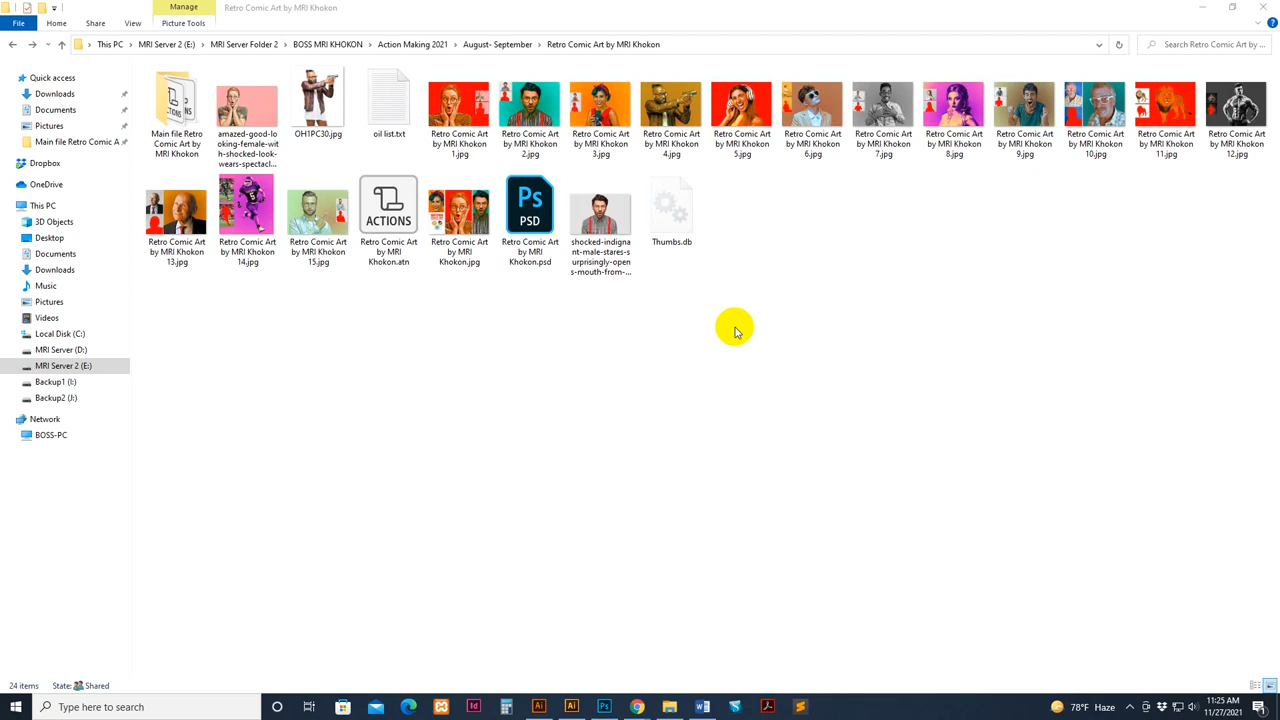 Manage
Retro Comic Art by MRI Khokon
File
Home
Share
View
Picture Tools
This PC
MRI Server 2 (E:)
MRI Server Folder 2
BOSS MRI KHOKON
Action Making 2021
August- September
Retro Comic Art by MRI Khokon
Search Retro Comic Art by ...
Quick access
Downloads
Documents
Pictures
Main file Retro Comic A
Dropbox
OneDrive
This PC
3D Objects
Desktop
Documents
Downloads
Music
Pictures
Videos
Local Disk (C:)
MRI Server (D:)
MRI Server 2 (E:)
Backup1 (I:)
Backup2 (J:)
Network
BOSS-PC
Main file Retro
Comic Art by
MRI Khokon
amazed-good-lo
oking-female-wit
h-shocked-look-
wears-spectacl...
OH1PC30.jpg
oil list.txt
Retro Comic Art
by MRI Khokon
1.jpg
Retro Comic Art
by MRI Khokon
2.jpg
Retro Comic Art
by MRI Khokon
3.jpg
Retro Comic Art
by MRI Khokon
4.jpg
Retro Comic Art
by MRI Khokon
5.jpg
Retro Comic Art
by MRI Khokon
6.jpg
Retro Comic Art
by MRI Khokon
7.jpg
Retro Comic Art
by MRI Khokon
8.jpg
Retro Comic Art
by MRI Khokon
9.jpg
Retro Comic Art
by MRI Khokon
10.jpg
Retro Comic Art
by MRI Khokon
11.jpg
Retro Comic Art
by MRI Khokon
12.jpg
Retro Comic Art
by MRI Khokon
13.jpg
Retro Comic Art
by MRI Khokon
14.jpg
Retro Comic Art
by MRI Khokon
15.jpg
ACTIONS
Retro Comic Art
by MRI
Khokon.atn
Retro Comic Art
by MRI
Khokon.jpg
Ps
PSD
Retro Comic Art
by MRI
Khokon.psd
shocked-indigna
nt-male-stares-s
urprisingly-open
s-mouth-from-...
Thumbs.db
24 items
State:
Shared
Type here to search
Id
Ai
Ai
Ps
78°F Haze
11:25 AM
11/27/2021